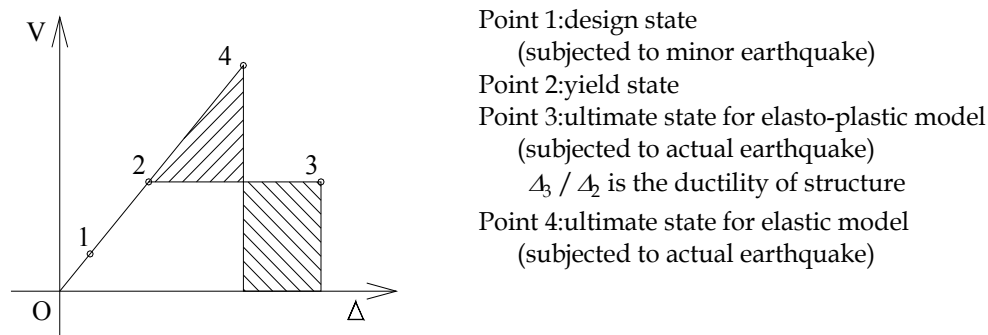 V
4
2
3
1
O
Δ
Point 1:design state
(subjected to minor earthquake)
Point 2:yield state
Point 3:ultimate state for elasto-plastic model
(subjected to actual earthquake)
Δ₃ / Δ₂ is the ductility of structure
Point 4:ultimate state for elastic model
(subjected to actual earthquake)